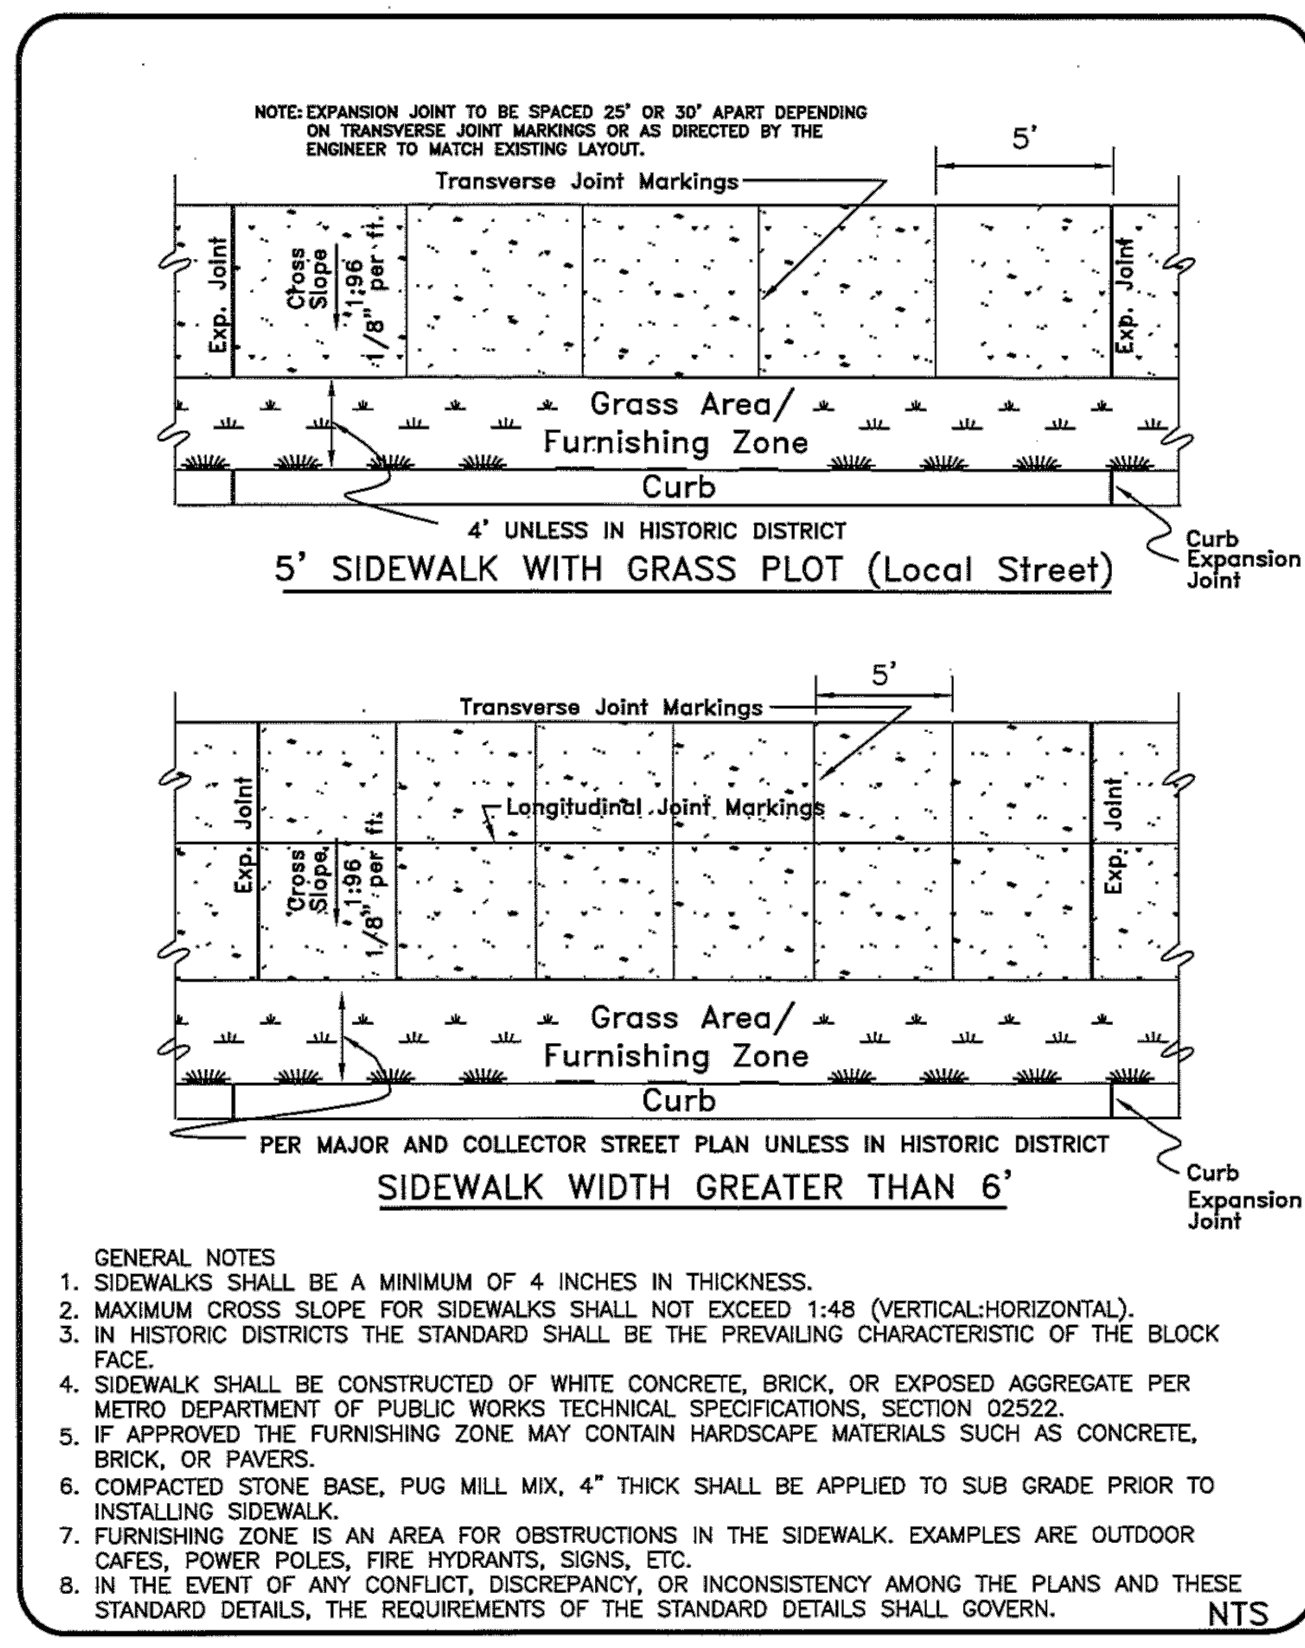 NOTE: EXPANSION JOINT TO BE SPACED 25' OR 30' APART DEPENDING
ON TRANSVERSE JOINT MARKINGS OR AS DIRECTED BY THE
ENGINEER TO MATCH EXISTING LAYOUT.
5'
Transverse Joint Markings
Exp. Joint
Cross
Slope
1:96
1/8" per ft.
Exp. Joint
Grass Area/
Furnishing Zone
Curb
4' UNLESS IN HISTORIC DISTRICT
Curb
Expansion
Joint
5' SIDEWALK WITH GRASS PLOT (Local Street)
5'
Transverse Joint Markings
Longitudinal Joint Markings
Exp. Joint
Cross
Slope
1:96
1/8" per ft.
Exp. Joint
Grass Area/
Furnishing Zone
Curb
PER MAJOR AND COLLECTOR STREET PLAN UNLESS IN HISTORIC DISTRICT
Curb
Expansion
Joint
SIDEWALK WIDTH GREATER THAN 6'
GENERAL NOTES
1. SIDEWALKS SHALL BE A MINIMUM OF 4 INCHES IN THICKNESS.
2. MAXIMUM CROSS SLOPE FOR SIDEWALKS SHALL NOT EXCEED 1:48 (VERTICAL:HORIZONTAL).
3. IN HISTORIC DISTRICTS THE STANDARD SHALL BE THE PREVAILING CHARACTERISTIC OF THE BLOCK
FACE.
4. SIDEWALK SHALL BE CONSTRUCTED OF WHITE CONCRETE, BRICK, OR EXPOSED AGGREGATE PER
METRO DEPARTMENT OF PUBLIC WORKS TECHNICAL SPECIFICATIONS, SECTION 02522.
5. IF APPROVED THE FURNISHING ZONE MAY CONTAIN HARDSCAPE MATERIALS SUCH AS CONCRETE,
BRICK, OR PAVERS.
6. COMPACTED STONE BASE, PUG MILL MIX, 4" THICK SHALL BE APPLIED TO SUB GRADE PRIOR TO
INSTALLING SIDEWALK.
7. FURNISHING ZONE IS AN AREA FOR OBSTRUCTIONS IN THE SIDEWALK. EXAMPLES ARE OUTDOOR
CAFES, POWER POLES, FIRE HYDRANTS, SIGNS, ETC.
8. IN THE EVENT OF ANY CONFLICT, DISCREPANCY, OR INCONSISTENCY AMONG THE PLANS AND THESE
STANDARD DETAILS, THE REQUIREMENTS OF THE STANDARD DETAILS SHALL GOVERN.
NTS